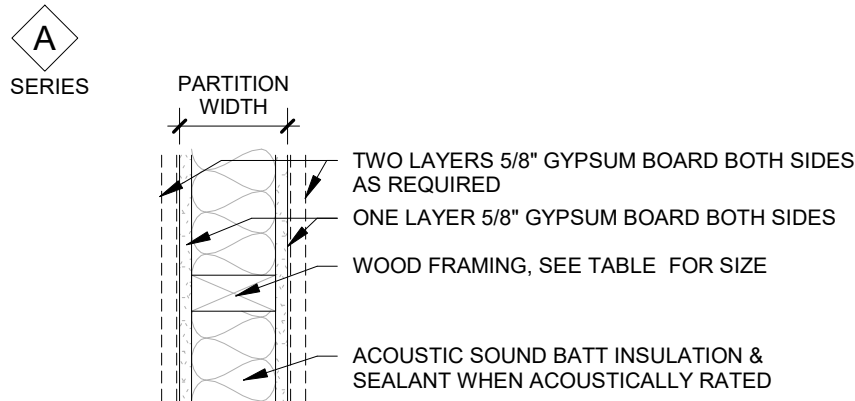 A
SERIES
PARTITION
WIDTH
TWO LAYERS 5/8" GYPSUM BOARD BOTH SIDES
AS REQUIRED
ONE LAYER 5/8" GYPSUM BOARD BOTH SIDES
WOOD FRAMING, SEE TABLE  FOR SIZE
ACOUSTIC SOUND BATT INSULATION &
SEALANT WHEN ACOUSTICALLY RATED